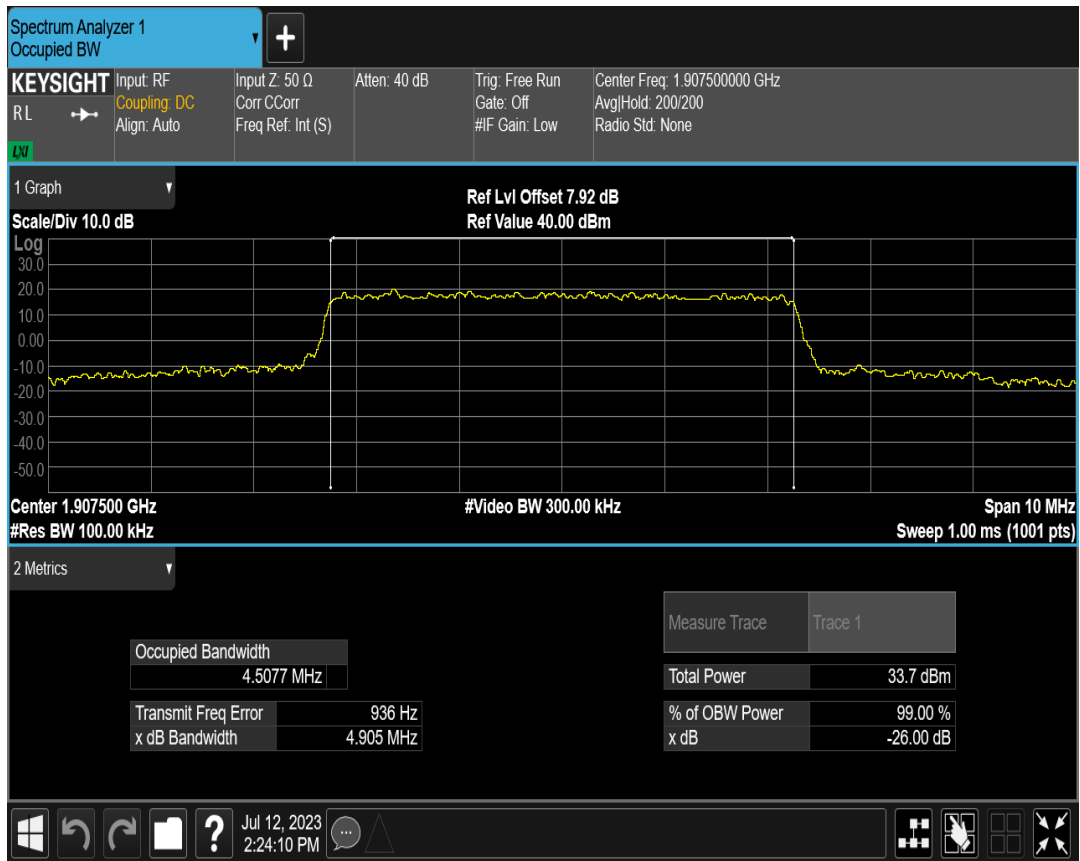 Spectrum Analyzer 1
Occupied BW
+
KEYSIGHT
RL
LXI
Input: RF
Coupling: DC
Align: Auto
Input Z: 50 Ω
Corr CCorr
Freq Ref: Int (S)
Atten: 40 dB
Trig: Free Run
Gate: Off
#IF Gain: Low
Center Freq: 1.907500000 GHz
Avg|Hold: 200/200
Radio Std: None
1 Graph
Scale/Div 10.0 dB
Ref Lvl Offset 7.92 dB
Ref Value 40.00 dBm
Log
30.0
20.0
10.0
0.00
-10.0
-20.0
-30.0
-40.0
-50.0
Center 1.907500 GHz
#Video BW 300.00 kHz
Span 10 MHz
#Res BW 100.00 kHz
Sweep 1.00 ms (1001 pts)
2 Metrics
Measure Trace Trace 1
Occupied Bandwidth
4.5077 MHz
Total Power 33.7 dBm
Transmit Freq Error 936 Hz
% of OBW Power 99.00 %
x dB Bandwidth 4.905 MHz
x dB -26.00 dB
?
Jul 12, 2023
2:24:10 PM